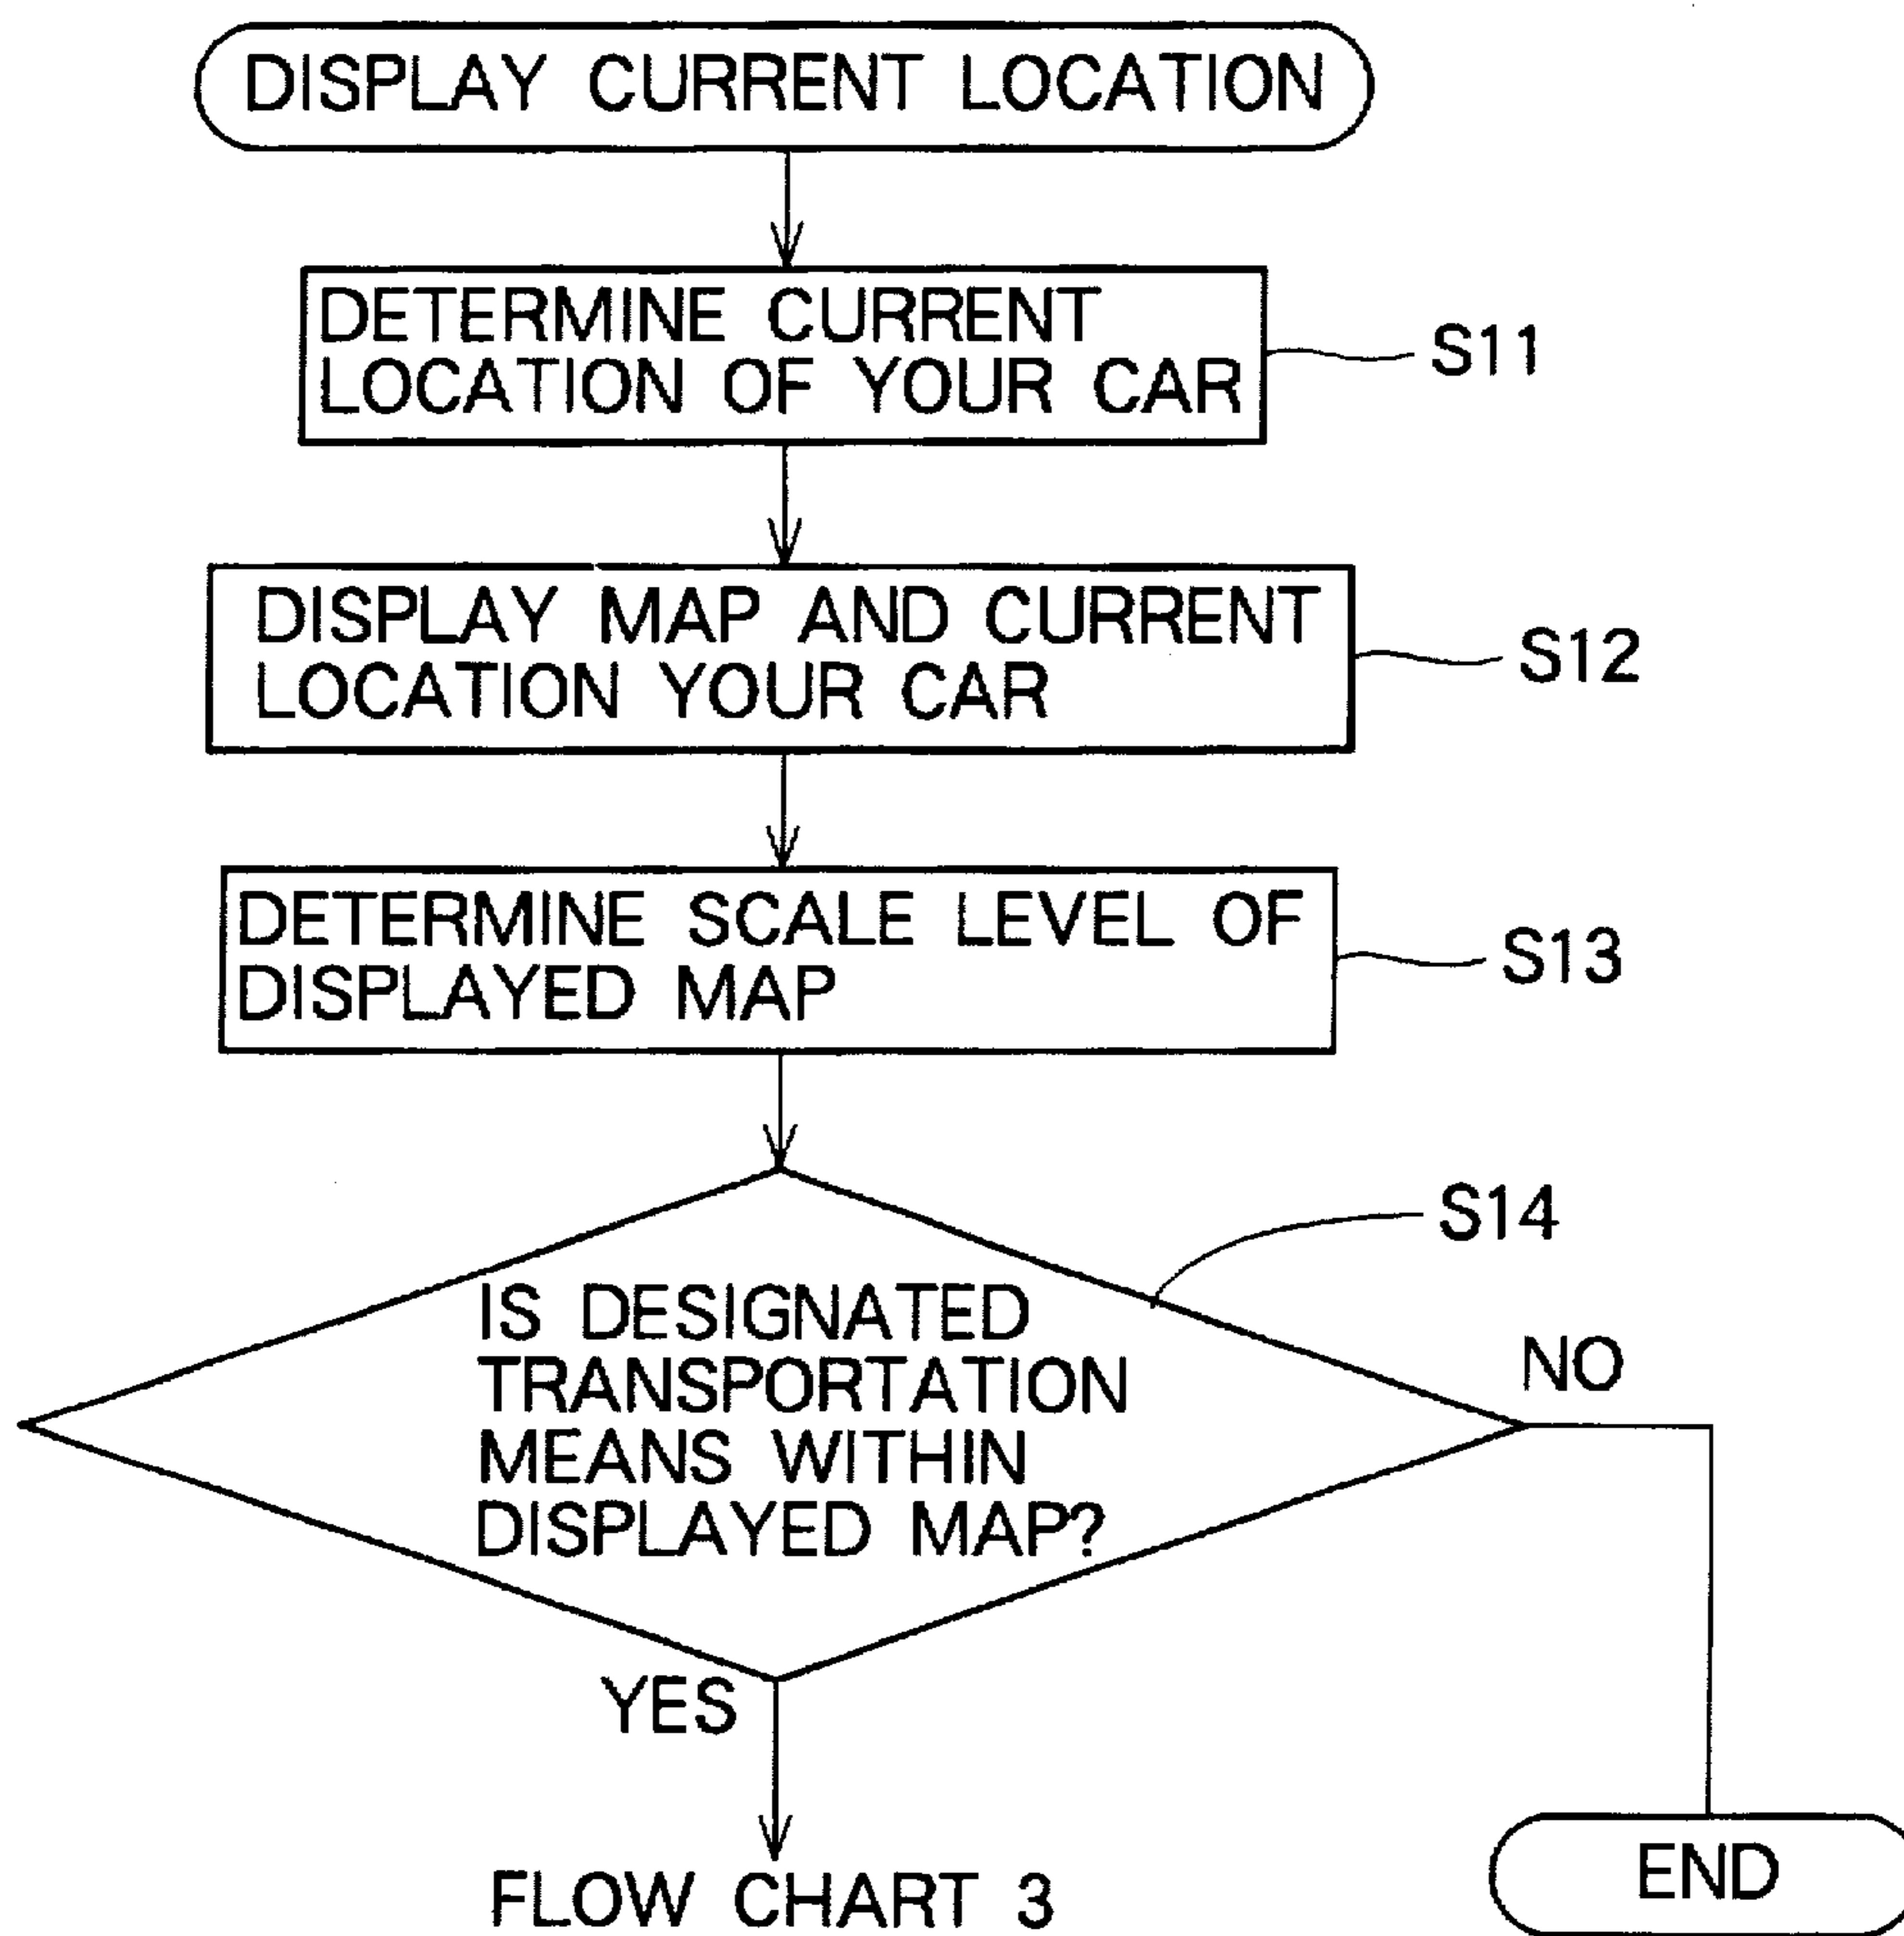 DISPLAY CURRENT LOCATION
DETERMINE CURRENT
LOCATION OF YOUR CAR
S11
DISPLAY MAP AND CURRENT
LOCATION YOUR CAR
S12
DETERMINE SCALE LEVEL OF
DISPLAYED MAP
S13
S14
IS DESIGNATED
TRANSPORTATION
MEANS WITHIN
DISPLAYED MAP?
NO
YES
FLOW CHART 3
END